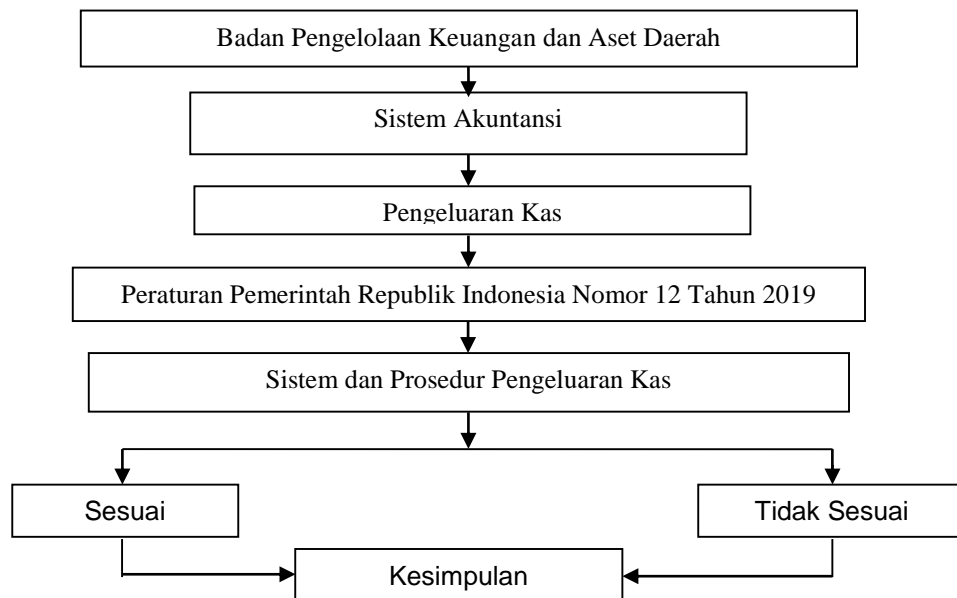 Badan Pengelolaan Keuangan dan Aset Daerah
Sistem Akuntansi
Pengeluaran Kas
Peraturan Pemerintah Republik Indonesia Nomor 12 Tahun 2019
Sistem dan Prosedur Pengeluaran Kas
Sesuai
Tidak Sesuai
Kesimpulan